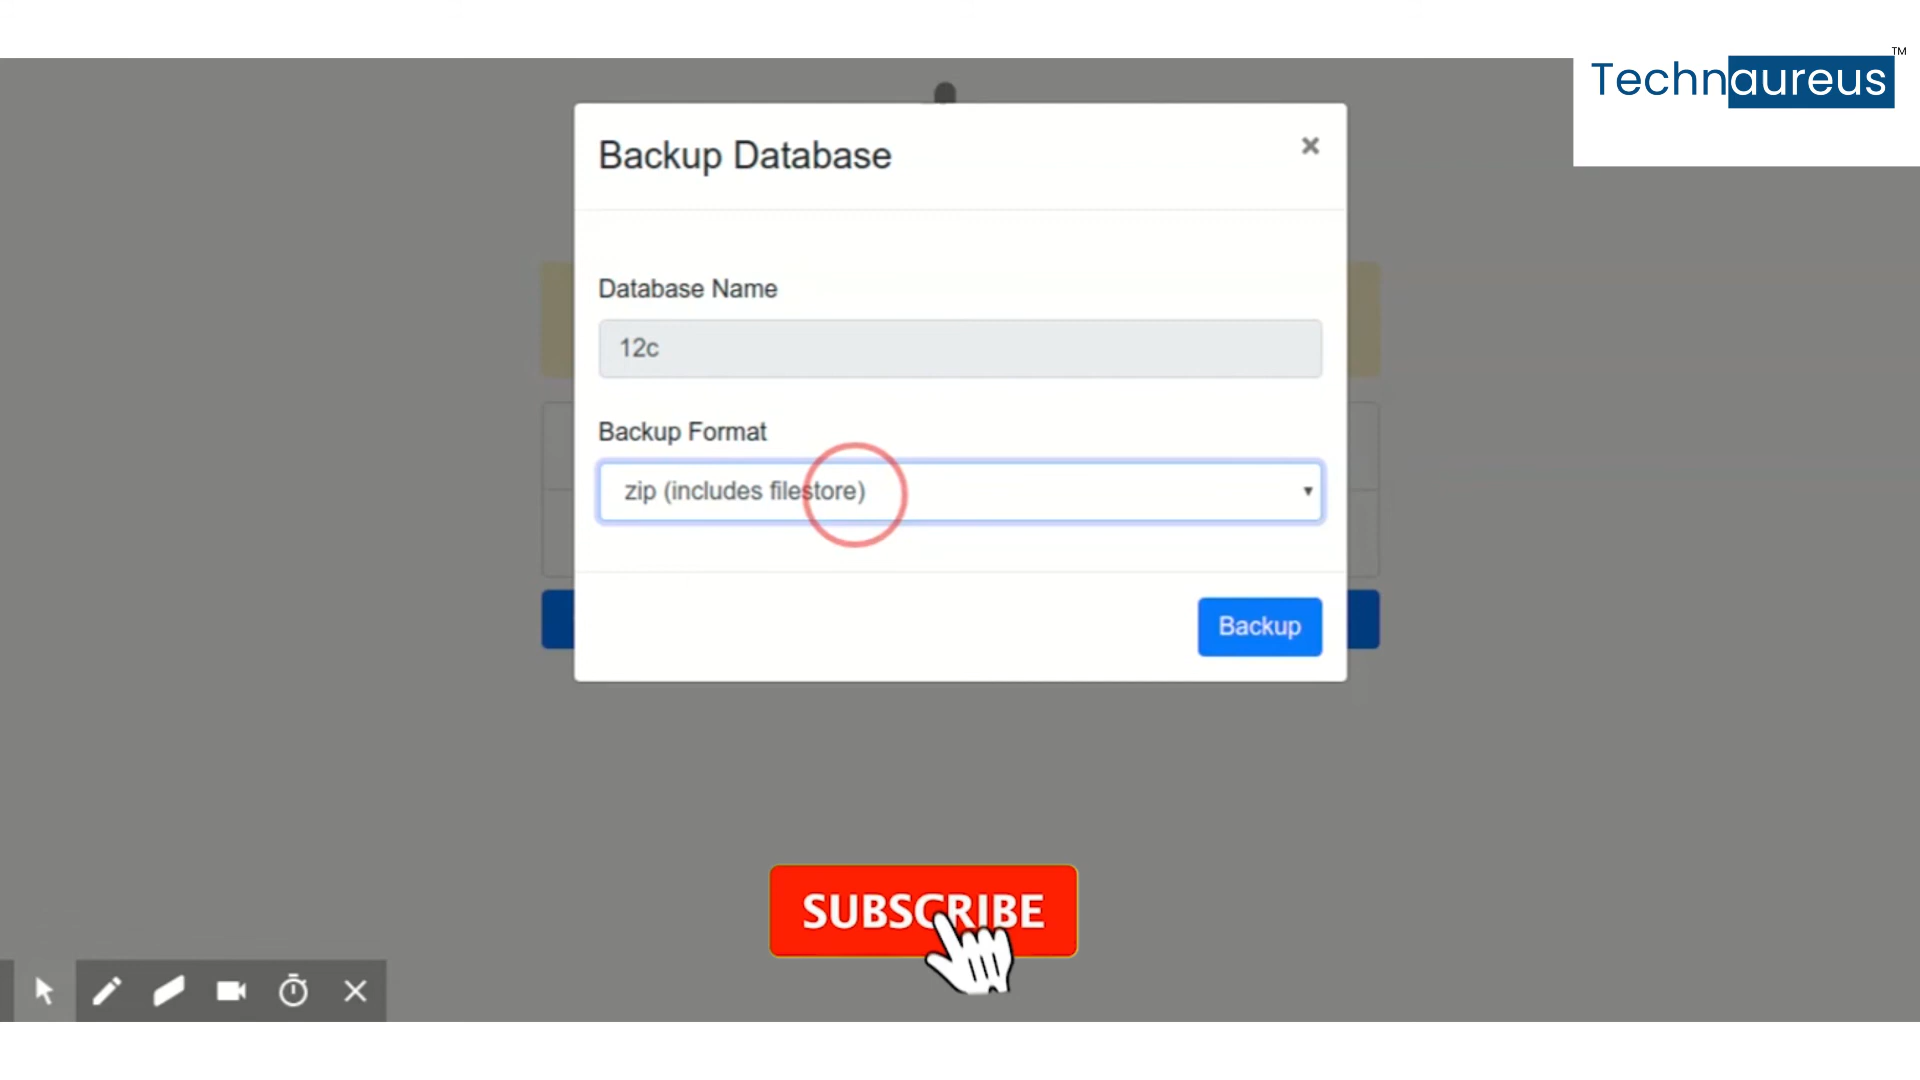 Technaureus TM
Backup Database ×
Database Name
12c
Backup Format
zip (includes filestore)
Backup
SUBSCRIBE